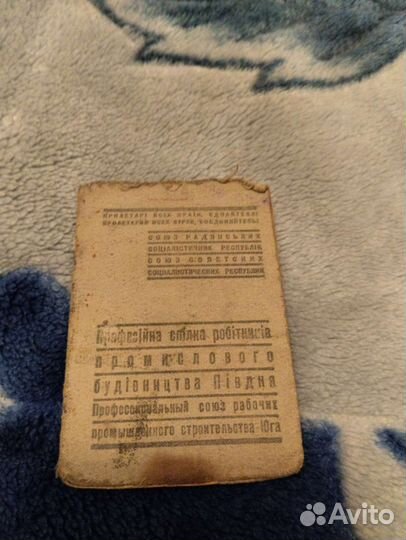 ПРОЛЕТАРІ ВСІХ КРАЇН, ЄДНАЙТЕСЯ!
ПРОЛЕТАРИИ ВСЕХ СТРАН, СОЕДИНЯЙТЕСЬ!
СОЮЗ РАДЯНСЬКИХ
СОЦІАЛІСТИЧНИХ РЕСПУБЛІК
СОЮЗ СОВЕТСКИХ
СОЦИАЛИСТИЧЕСКИХ РЕСПУБЛИК
Професійна спілка робітників
промислового
будівництва Півдня
Профессиональный союз рабочих
промышленного строительства Юга
Avito